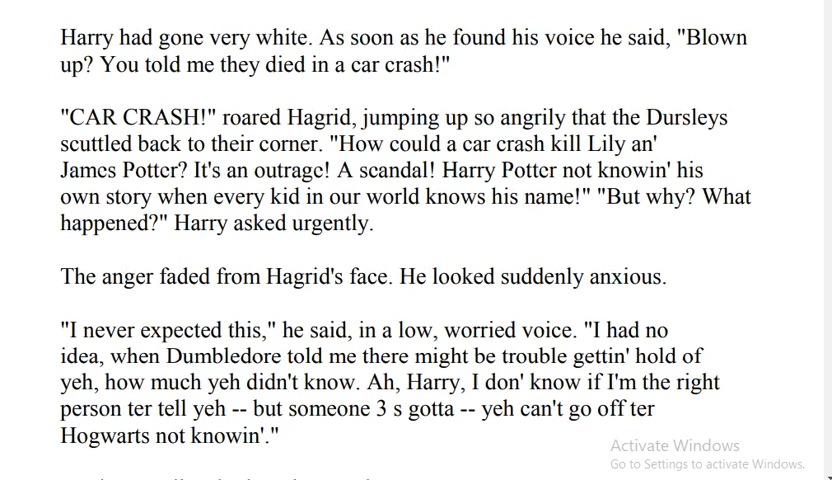 Harry had gone very white. As soon as he found his voice he said, "Blown
up? You told me they died in a car crash!"
"CAR CRASH!" roared Hagrid, jumping up so angrily that the Dursleys
scuttled back to their corner. "How could a car crash kill Lily an'
James Potter? It's an outrage! A scandal! Harry Potter not knowin' his
own story when every kid in our world knows his name!" "But why? What
happened?" Harry asked urgently.
The anger faded from Hagrid's face. He looked suddenly anxious.
"I never expected this," he said, in a low, worried voice. "I had no
idea, when Dumbledore told me there might be trouble gettin' hold of
yeh, how much yeh didn't know. Ah, Harry, I don' know if I'm the right
person ter tell yeh -- but someone 3 s gotta -- yeh can't go off ter
Hogwarts not knowin'."
Activate Windows
Go to Settings to activate Windows.